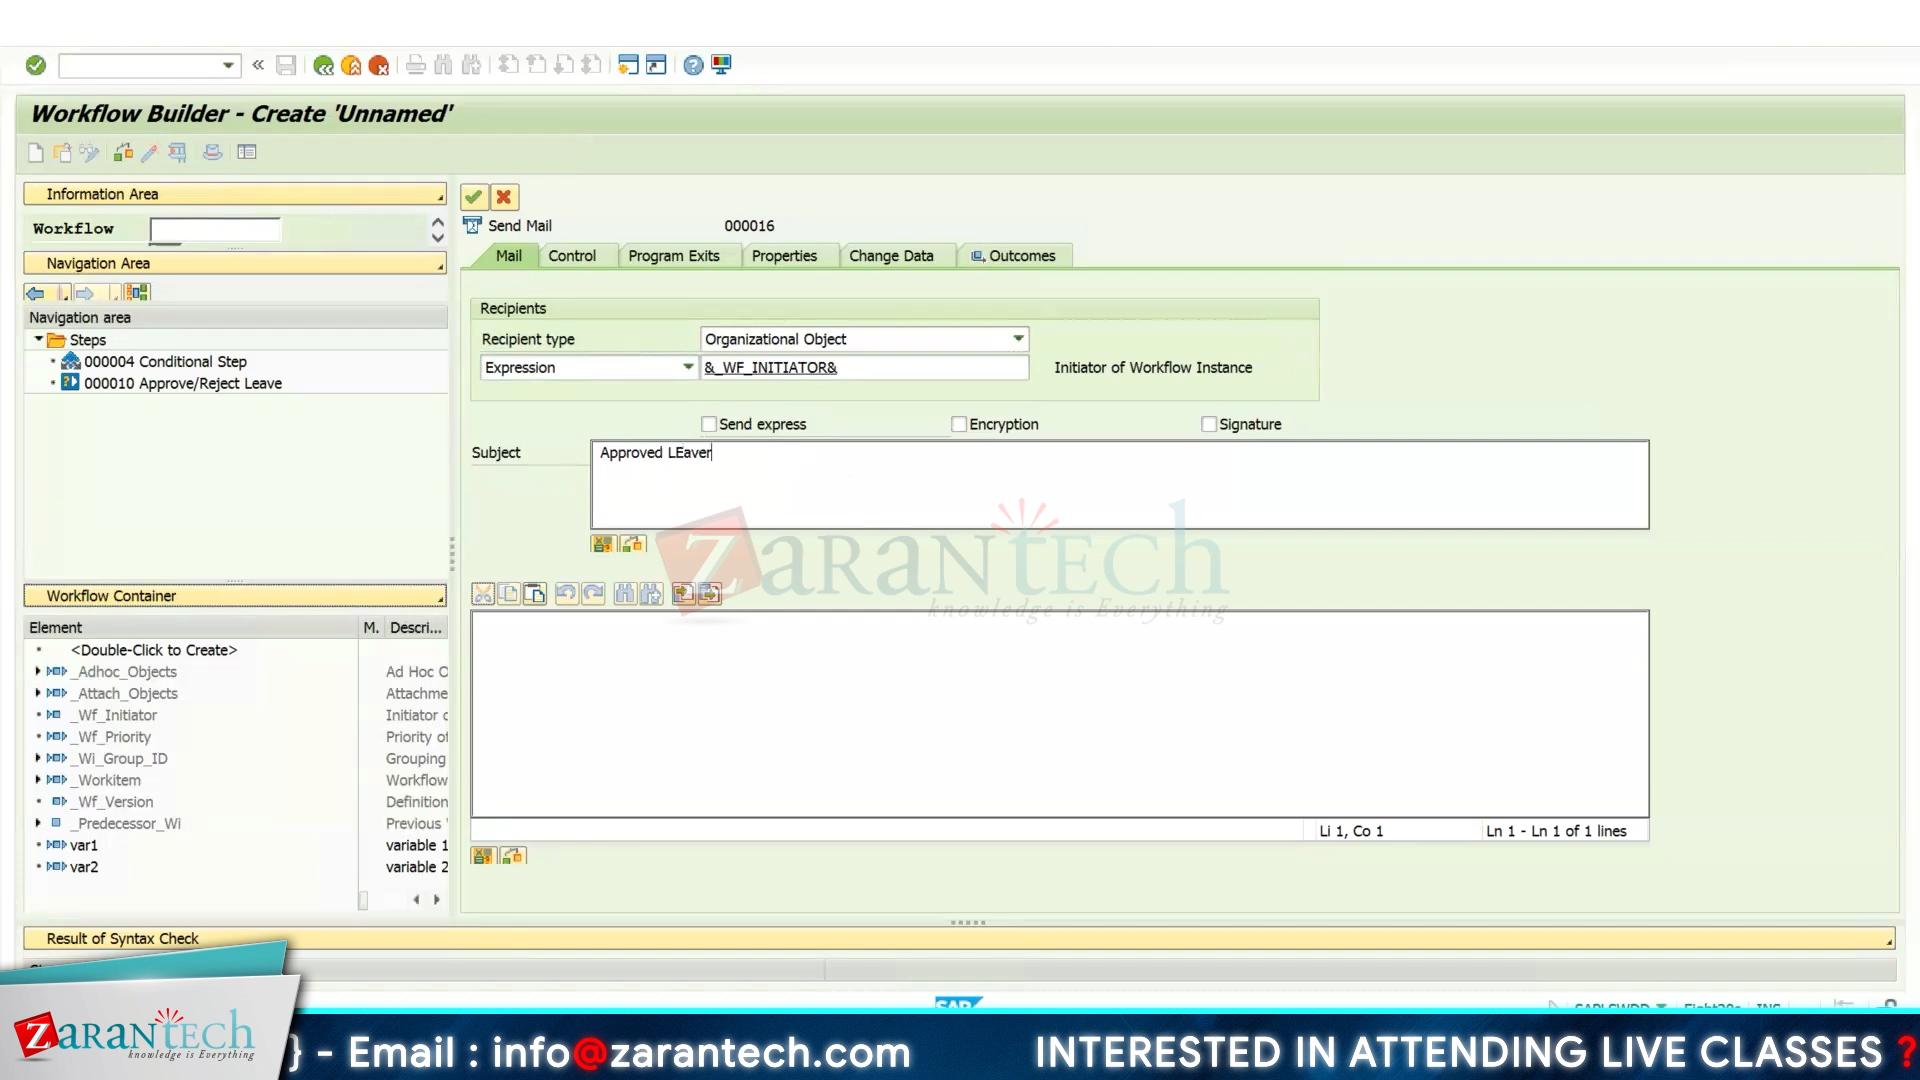 Workflow Builder - Create 'Unnamed'
Information Area
Workflow
Navigation Area
Navigation area
Steps
000004 Conditional Step
000010 Approve/Reject Leave
Workflow Container
Element M. Descri...
<Double-Click to Create>
_Adhoc_Objects Ad Hoc O
_Attach_Objects Attachme
_Wf_Initiator Initiator o
_Wf_Priority Priority of
_Wi_Group_ID Grouping
_Workitem Workflow
_Wf_Version Definition
_Predecessor_Wi Previous
var1 variable 1
var2 variable 2
Send Mail 000016
Mail Control Program Exits Properties Change Data Outcomes
Recipients
Recipient type Organizational Object
Expression &_WF_INITIATOR& Initiator of Workflow Instance
Send express Encryption Signature
Subject Approved LEaver
ZARANTECH
knowledge is Everything
Li 1, Co 1 Ln 1 - Ln 1 of 1 lines
Result of Syntax Check
SAP
ZARANTECH
knowledge is Everything
} - Email : info@zarantech.com INTERESTED IN ATTENDING LIVE CLASSES ?